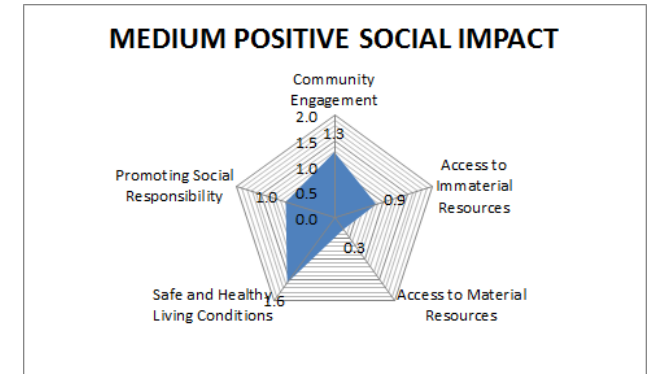 MEDIUM POSITIVE SOCIAL IMPACT
Community
Engagement
2.0
1.3
1.5
1.0
0.5
0.0
Access to
Immaterial
Resources
0.9
Promoting Social
Responsibility
1.0
0.3
Safe and Healthy
Living Conditions
1.6
Access to Material
Resources